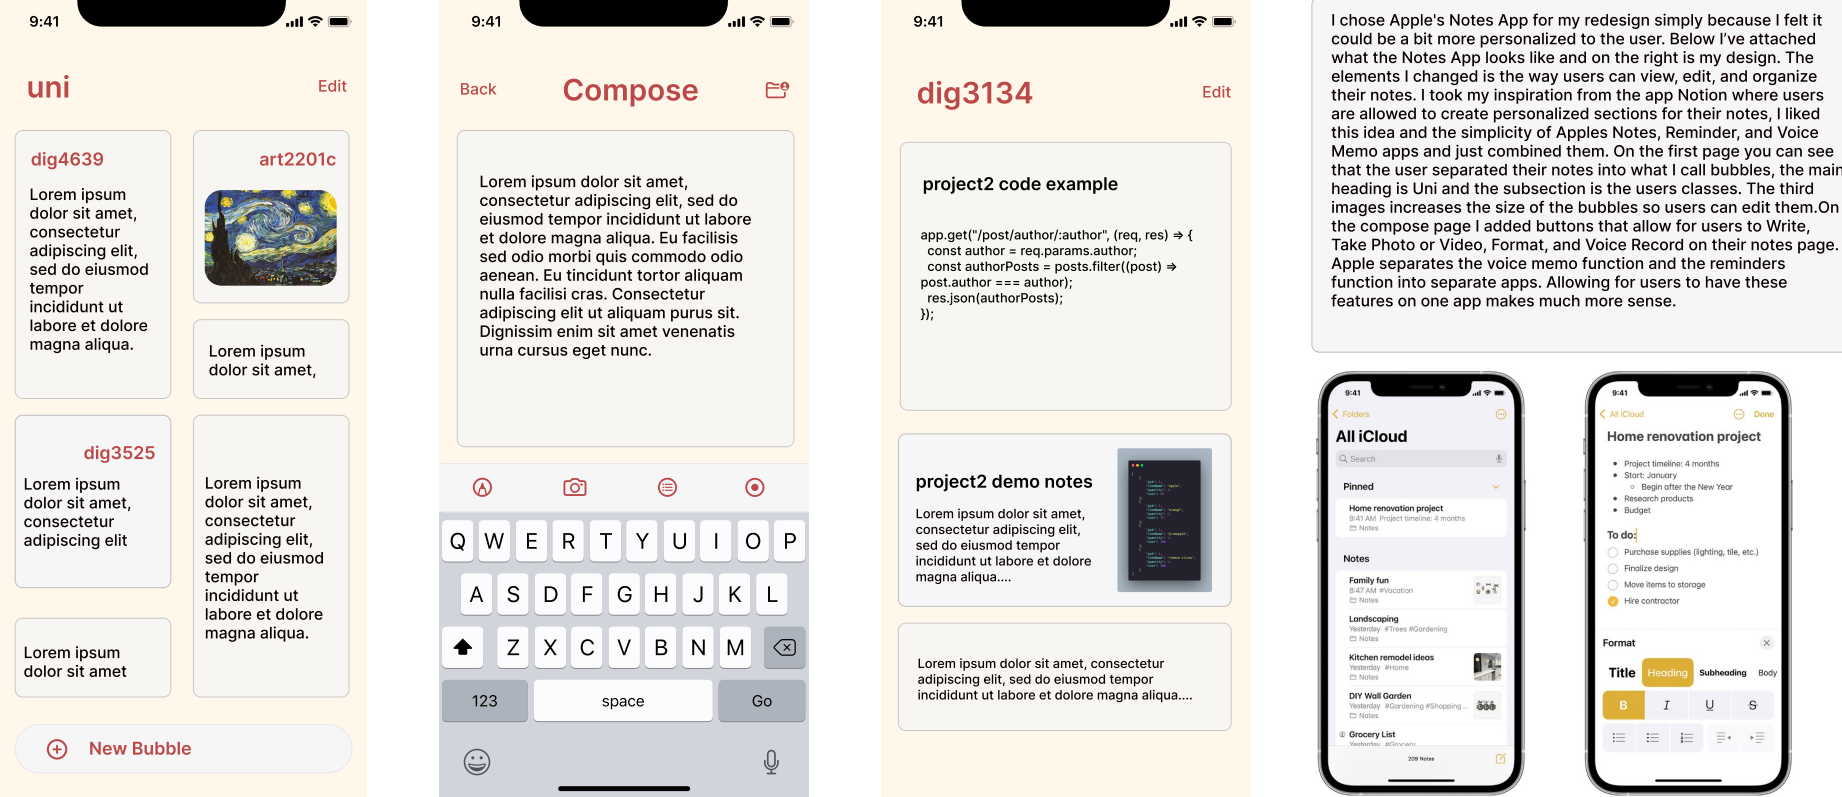 9:41
uni
Edit
dig4639
Lorem ipsum
dolor sit amet,
consectetur
adipiscing elit,
sed do eiusmod
tempor
incididunt ut
labore et dolore
magna aliqua.
art2201c
Lorem ipsum
dolor sit amet,
dig3525
Lorem ipsum
dolor sit amet,
consectetur
adipiscing elit
Lorem ipsum
dolor sit amet,
consectetur
adipiscing elit,
sed do eiusmod
tempor
incididunt ut
labore et dolore
magna aliqua.
Lorem ipsum
dolor sit amet
New Bubble
9:41
Back
Compose
Lorem ipsum dolor sit amet,
consectetur adipiscing elit, sed do
eiusmod tempor incididunt ut labore
et dolore magna aliqua. Eu facilisis
sed odio morbi quis commodo odio
aenean. Eu tincidunt tortor aliquam
nulla facilisi cras. Consectetur
adipiscing elit ut aliquam purus sit.
Dignissim enim sit amet venenatis
urna cursus eget nunc.
Q W E R T Y U I O P
A S D F G H J K L
Z X C V B N M
123 space Go
9:41
dig3134
Edit
project2 code example
app.get("/post/author/:author", (req, res) => {
const author = req.params.author;
const authorPosts = posts.filter((post) =>
post.author === author);
res.json(authorPosts);
});
project2 demo notes
Lorem ipsum dolor sit amet,
consectetur adipiscing elit,
sed do eiusmod tempor
incididunt ut labore et dolore
magna aliqua....
Lorem ipsum dolor sit amet, consectetur
adipiscing elit, sed do eiusmod tempor
incididunt ut labore et dolore magna aliqua....
I chose Apple's Notes App for my redesign simply because I felt it
could be a bit more personalized to the user. Below I've attached
what the Notes App looks like and on the right is my design. The
elements I changed is the way users can view, edit, and organize
their notes. I took my inspiration from the app Notion where users
are allowed to create personalized sections for their notes, I liked
this idea and the simplicity of Apples Notes, Reminder, and Voice
Memo apps and just combined them. On the first page you can see
that the user separated their notes into what I call bubbles, the main
heading is Uni and the subsection is the users classes. The third
images increases the size of the bubbles so users can edit them.On
the compose page I added buttons that allow for users to Write,
Take Photo or Video, Format, and Voice Record on their notes page.
Apple separates the voice memo function and the reminders
function into separate apps. Allowing for users to have these
features on one app makes much more sense.
9:41
Folders
All iCloud
Search
Pinned
Home renovation project
9:41 AM Project timeline: 4 months
Notes
Notes
Family fun
8:47 AM #Vacation
Notes
Landscaping
Yesterday #Trees #Gardening
Notes
Kitchen remodel ideas
Yesterday #Home
Notes
DIY Wall Garden
Yesterday #Gardening #Shopping...
Notes
Grocery List
Yesterday #Grocery
209 Notes
9:41
All iCloud
Done
Home renovation project
• Project timeline: 4 months
• Start: January
○ Begin after the New Year
• Research products
• Budget
To do:
Purchase supplies (lighting, tile, etc.)
Finalize design
Move items to storage
Hire contractor
Format
Title Heading Subheading Body
B I U S